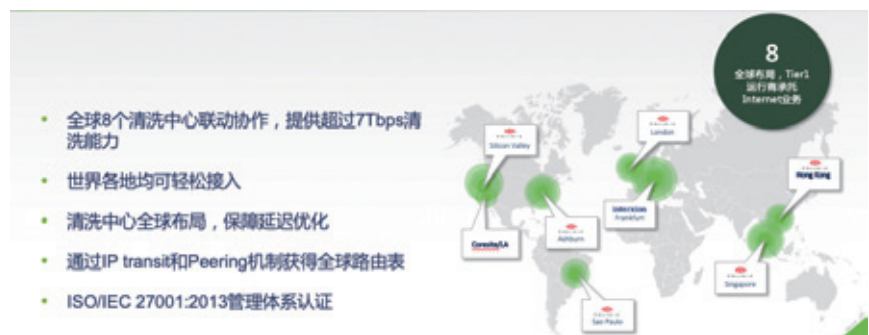 8
全球布局，Tier1
运行商承托
Internet业务
• 全球8个清洗中心联动协作，提供超过7Tbps清
洗能力
• 世界各地均可轻松接入
• 清洗中心全球布局，保障延迟优化
• 通过IP transit和Peering机制获得全球路由表
• ISO/IEC 27001:2013管理体系认证
Silicon Valley
London
Hong Kong
Frankfurt
Coresite/LA
Ashburn
Singapore
Sao Paulo